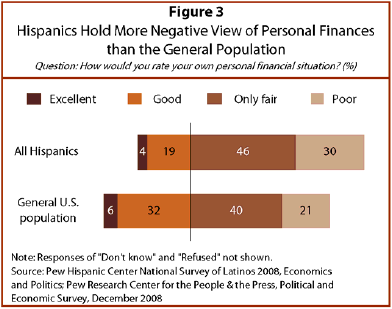 Figure 3
Hispanics Hold More Negative View of Personal Finances
than the General Population
Question: How would you rate your own personal financial situation? (%)
Excellent Good Only fair Poor
All Hispanics 4 19 46 30
General U.S.
population 6 32 40 21
Note: Responses of "Don't know" and "Refused" not shown.
Source: Pew Hispanic Center National Survey of Latinos 2008, Economics
and Politics; Pew Research Center for the People & the Press, Political and
Economic Survey, December 2008